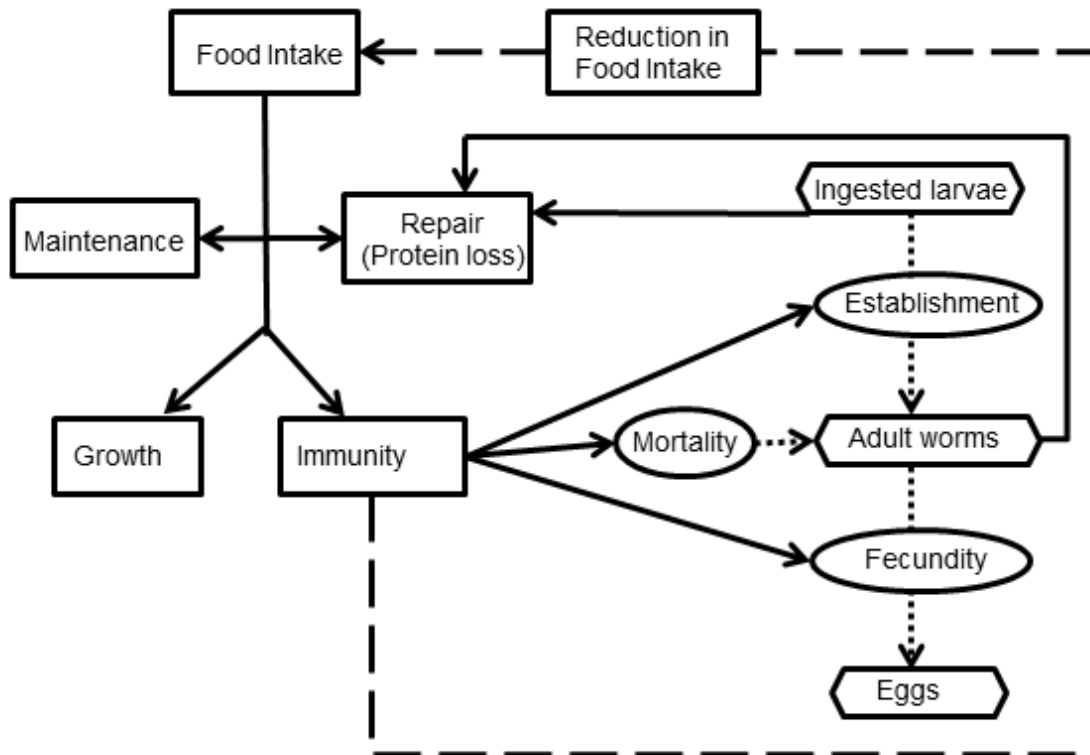 Food Intake
Reduction in
Food Intake
Ingested larvae
Maintenance
Repair
(Protein loss)
Establishment
Growth
Immunity
Mortality
Adult worms
Fecundity
Eggs